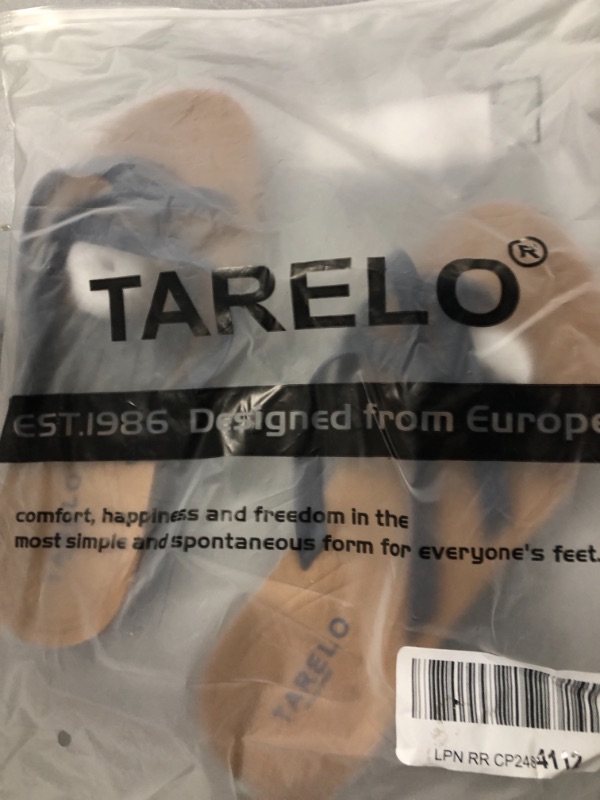 TARELO®
EST.1986 Designed from Europe
comfort, happiness and freedom in the
most simple and spontaneous form for everyone's feet.
TARELO
LPN RR CP248